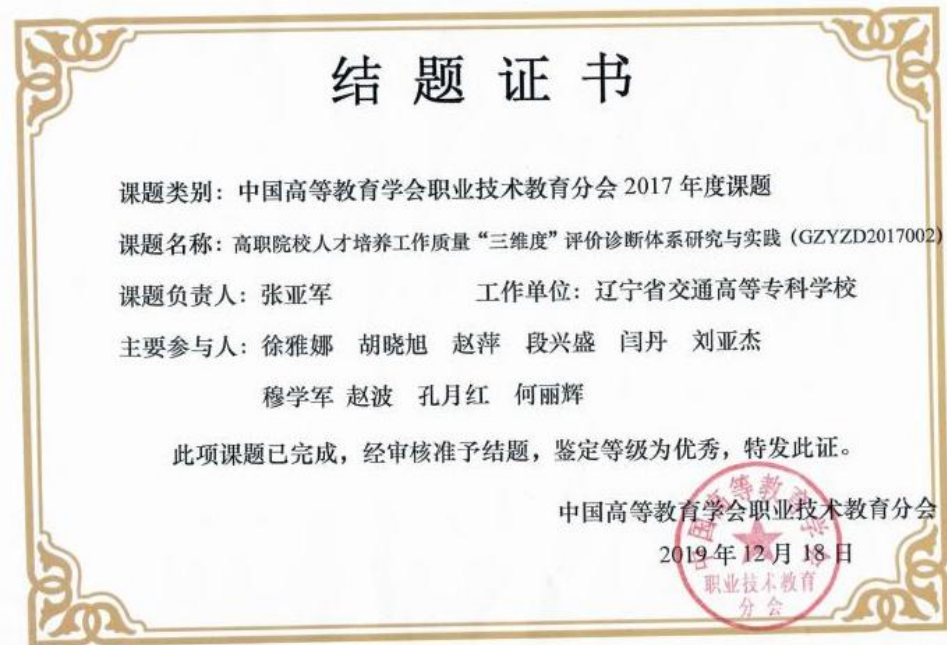 结题证书
课题类别：中国高等教育学会职业技术教育分会 2017 年度课题
课题名称：高职院校人才培养工作质量“三维度”评价诊断体系研究与实践（GZYZD2017002）
课题负责人：张亚军 工作单位：辽宁省交通高等专科学校
主要参与人：徐雅娜 胡晓旭 赵萍 段兴盛 闫丹 刘亚杰
穆学军 赵波 孔月红 何丽辉
此项课题已完成，经审核准予结题，鉴定等级为优秀，特发此证。
中国高等教育学会职业技术教育分会
2019 年 12 月 18 日
中国高等教育学会
职业技术教育
分会